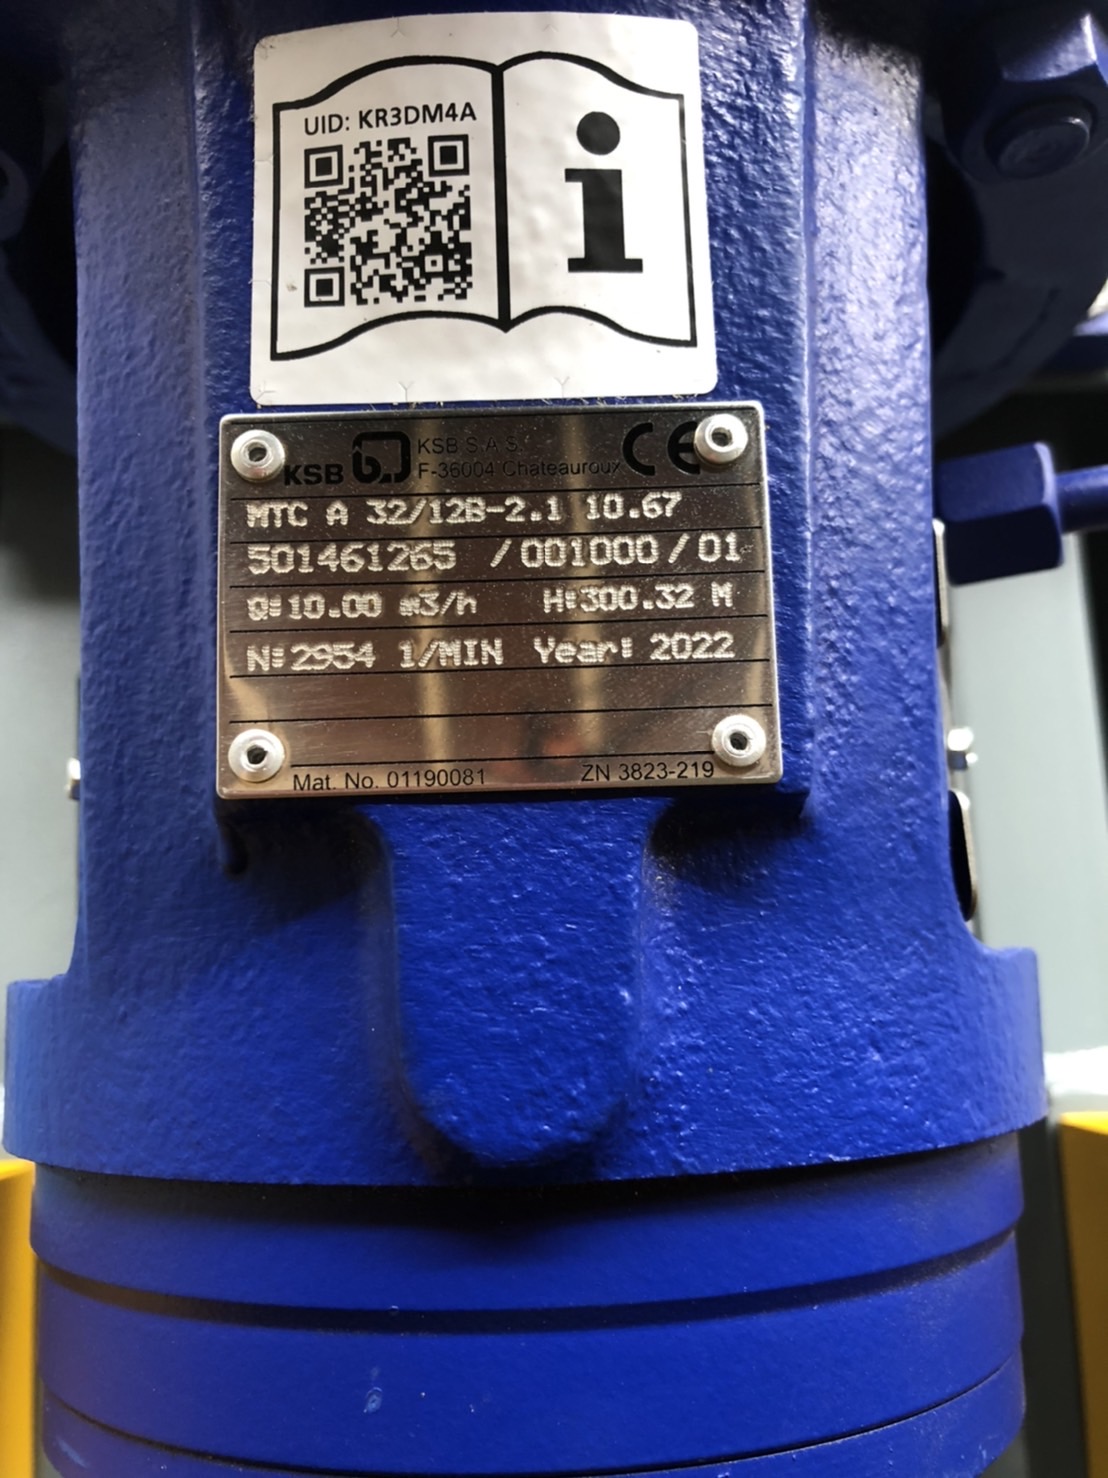 UID: KR3DM4A
KSB KSB S.A.S.
F-36004 Chateauroux CE
MTC A 32/12B-2.1 10.67
501461265 /001000/01
Q:10.00 m3/h H:300.32 M
N:2954 1/MIN Year: 2022
Mat. No. 01190081 ZN 3823-219